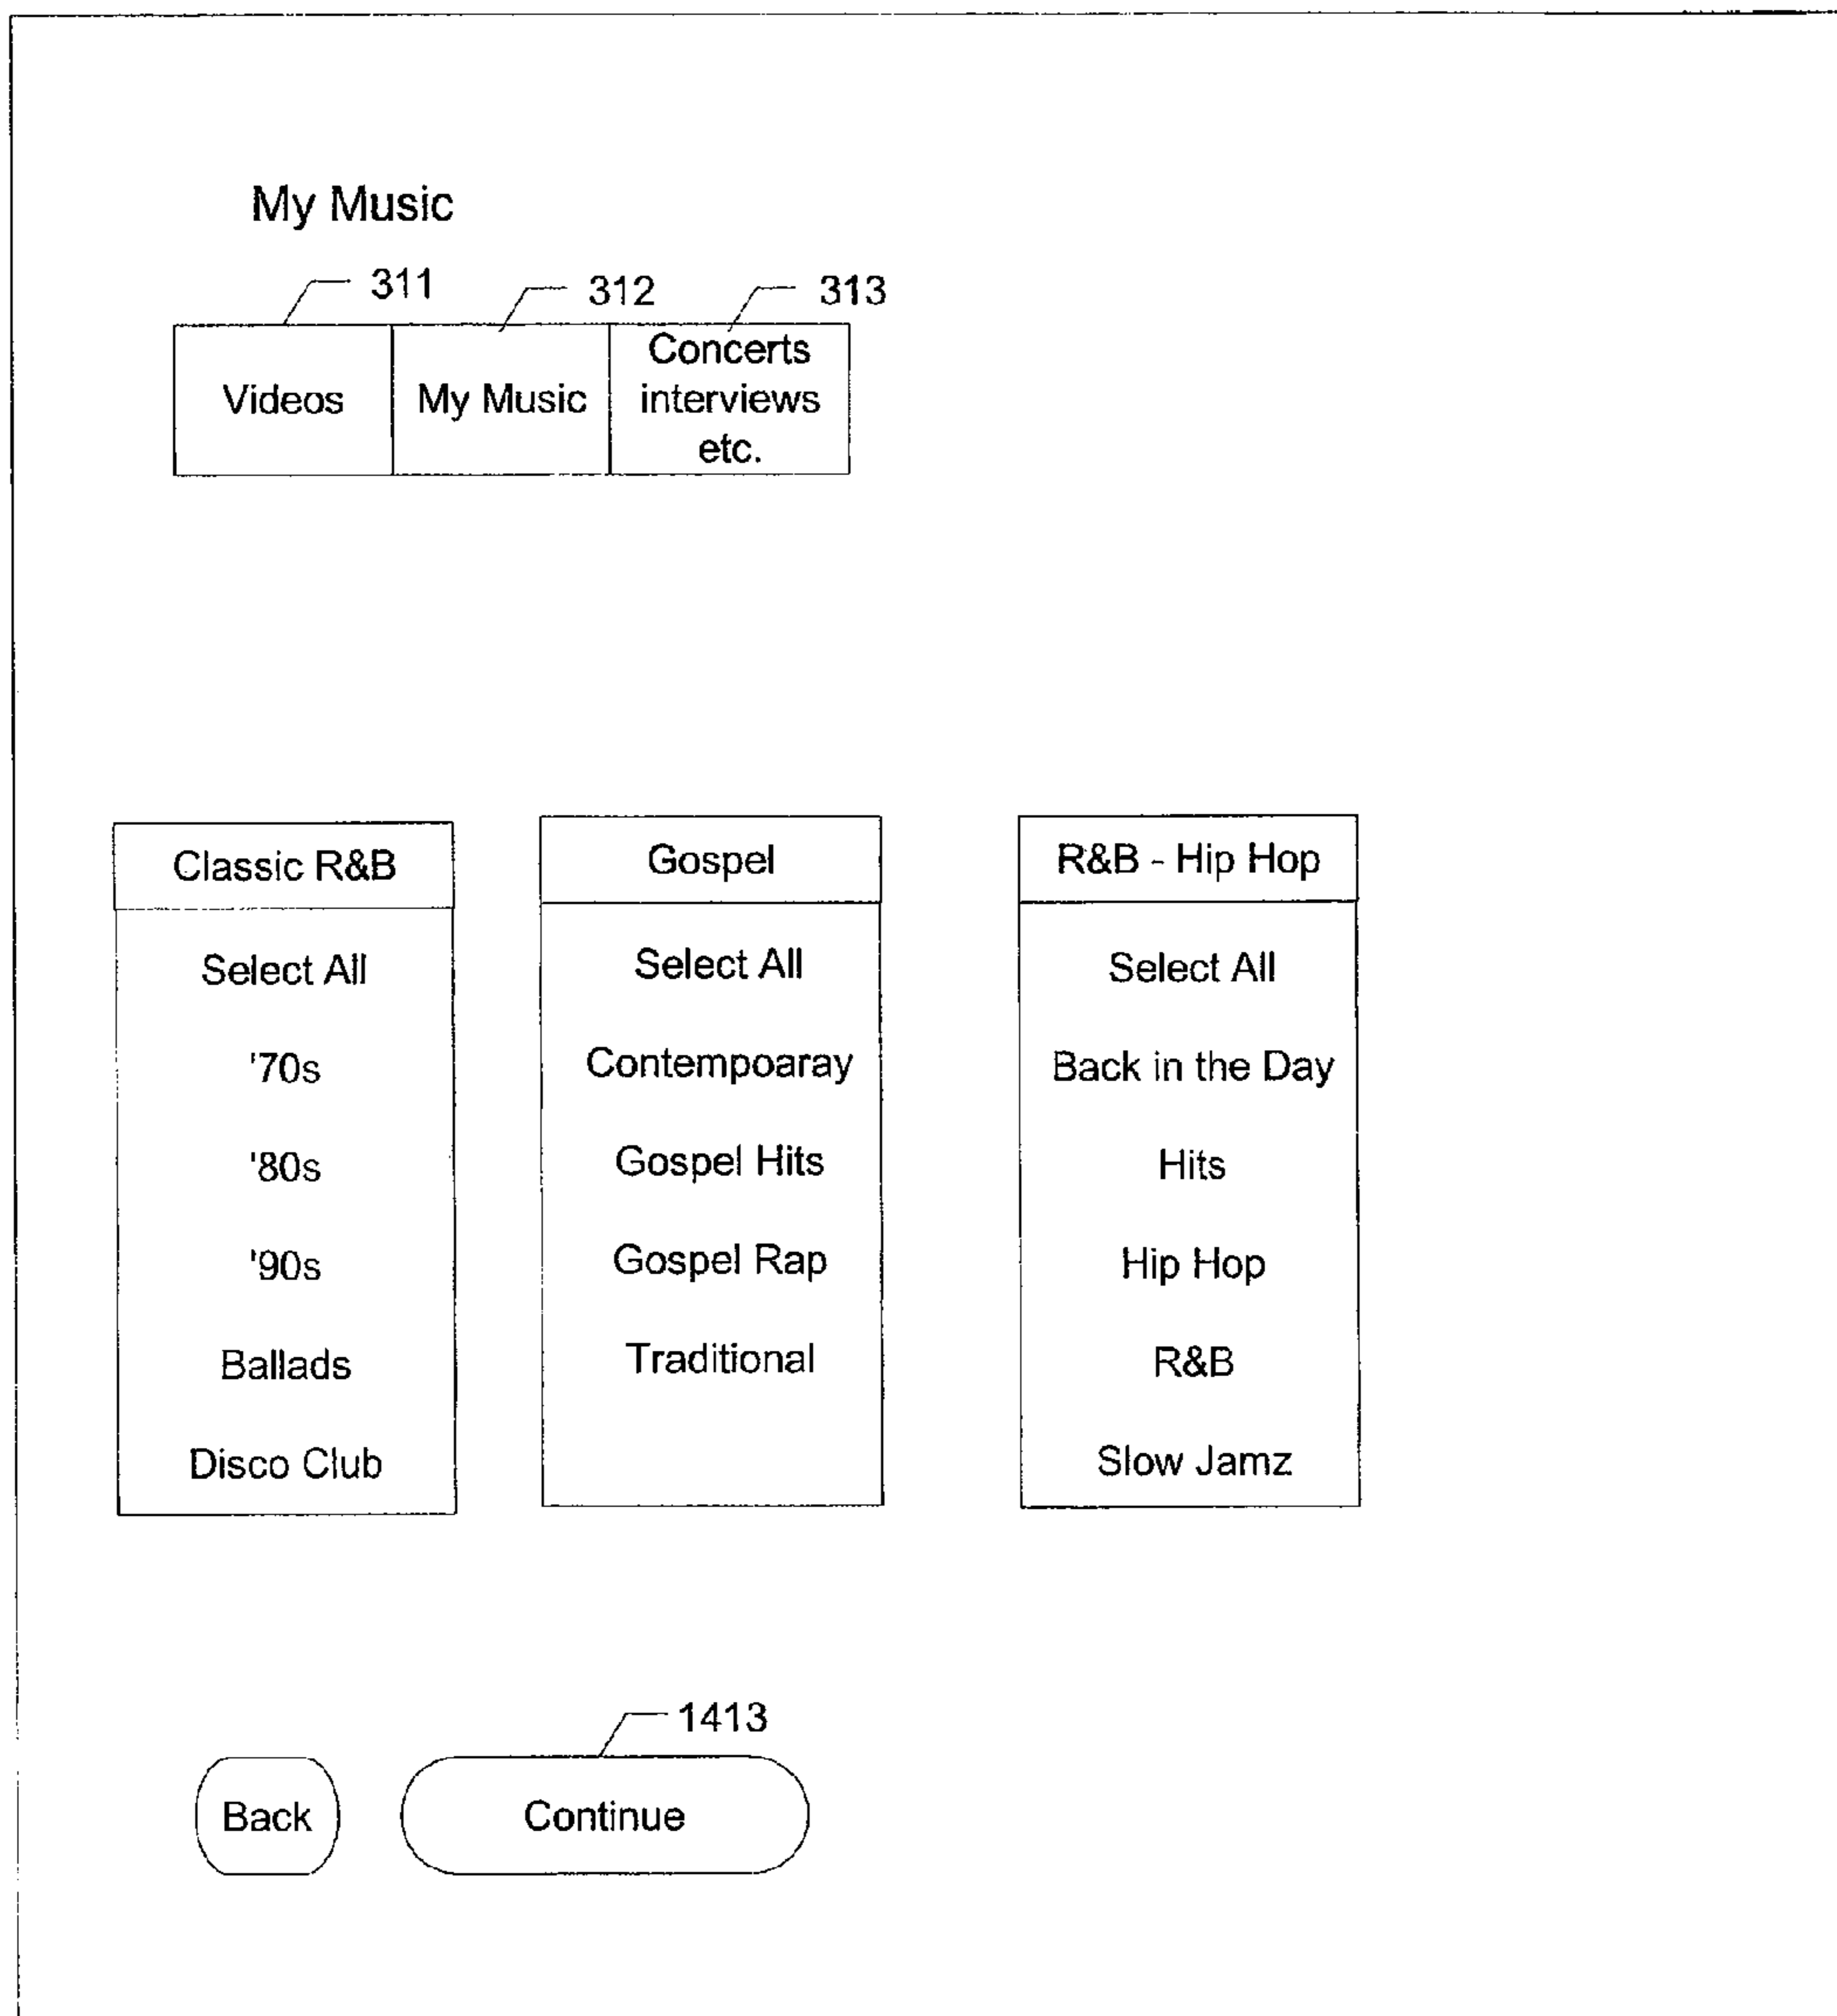 My Music
311
312
313
Videos
My Music
Concerts
interviews
etc.
Classic R&B
Select All
'70s
'80s
'90s
Ballads
Disco Club
Gospel
Select All
Contempoaray
Gospel Hits
Gospel Rap
Traditional
R&B - Hip Hop
Select All
Back in the Day
Hits
Hip Hop
R&B
Slow Jamz
1413
Back
Continue